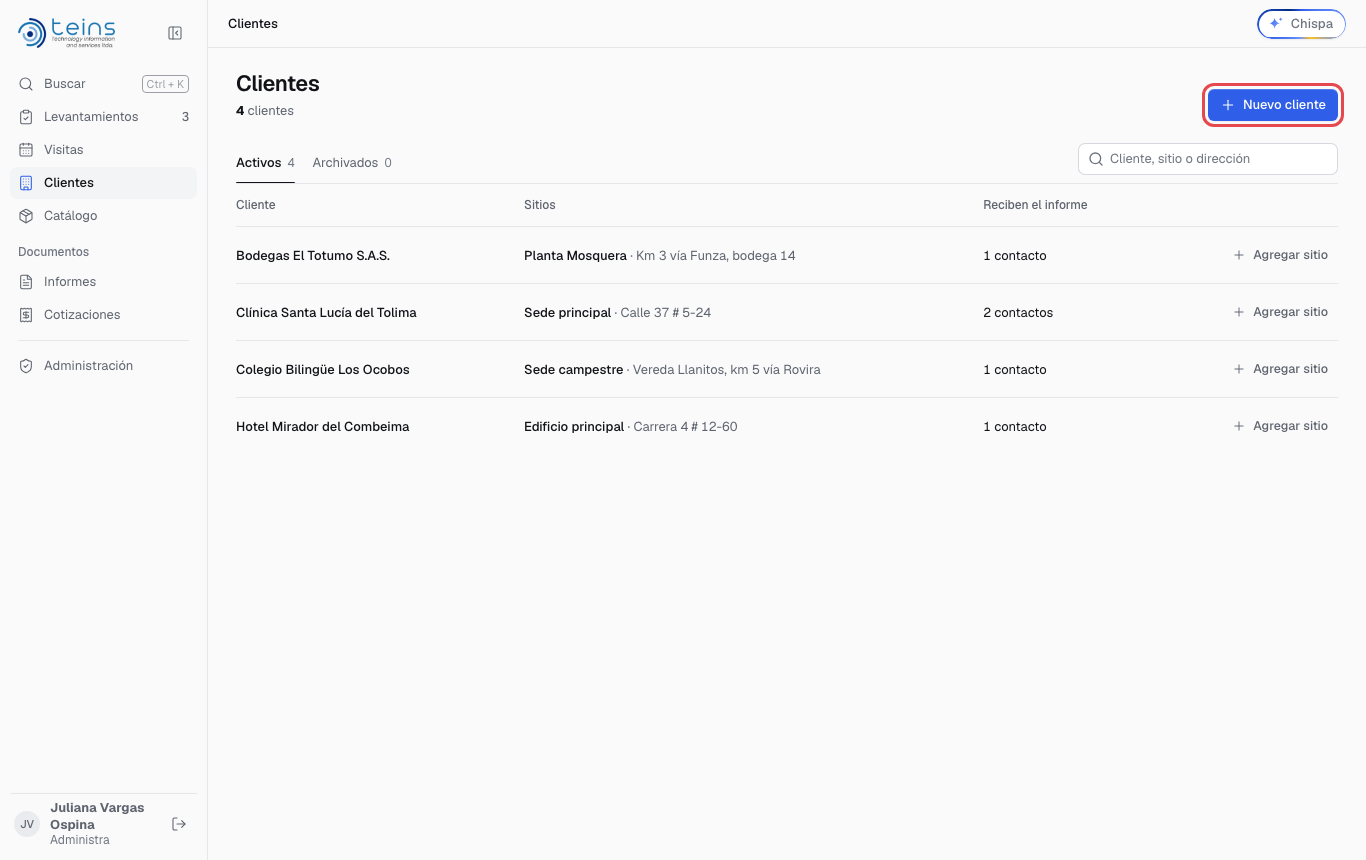 teins
Technology information
and services ltda.
Clientes
Chispa
Buscar
Ctrl + K
Levantamientos 3
Visitas
Clientes
Catálogo
Documentos
Informes
Cotizaciones
Administración
Clientes
4 clientes
Nuevo cliente
Activos 4 Archivados 0
Cliente, sitio o dirección
Cliente Sitios Reciben el informe
Bodegas El Totumo S.A.S. Planta Mosquera · Km 3 vía Funza, bodega 14 1 contacto Agregar sitio
Clínica Santa Lucía del Tolima Sede principal · Calle 37 # 5-24 2 contactos Agregar sitio
Colegio Bilingüe Los Ocobos Sede campestre · Vereda Llanitos, km 5 vía Rovira 1 contacto Agregar sitio
Hotel Mirador del Combeima Edificio principal · Carrera 4 # 12-60 1 contacto Agregar sitio
JV
Juliana Vargas
Ospina
Administra